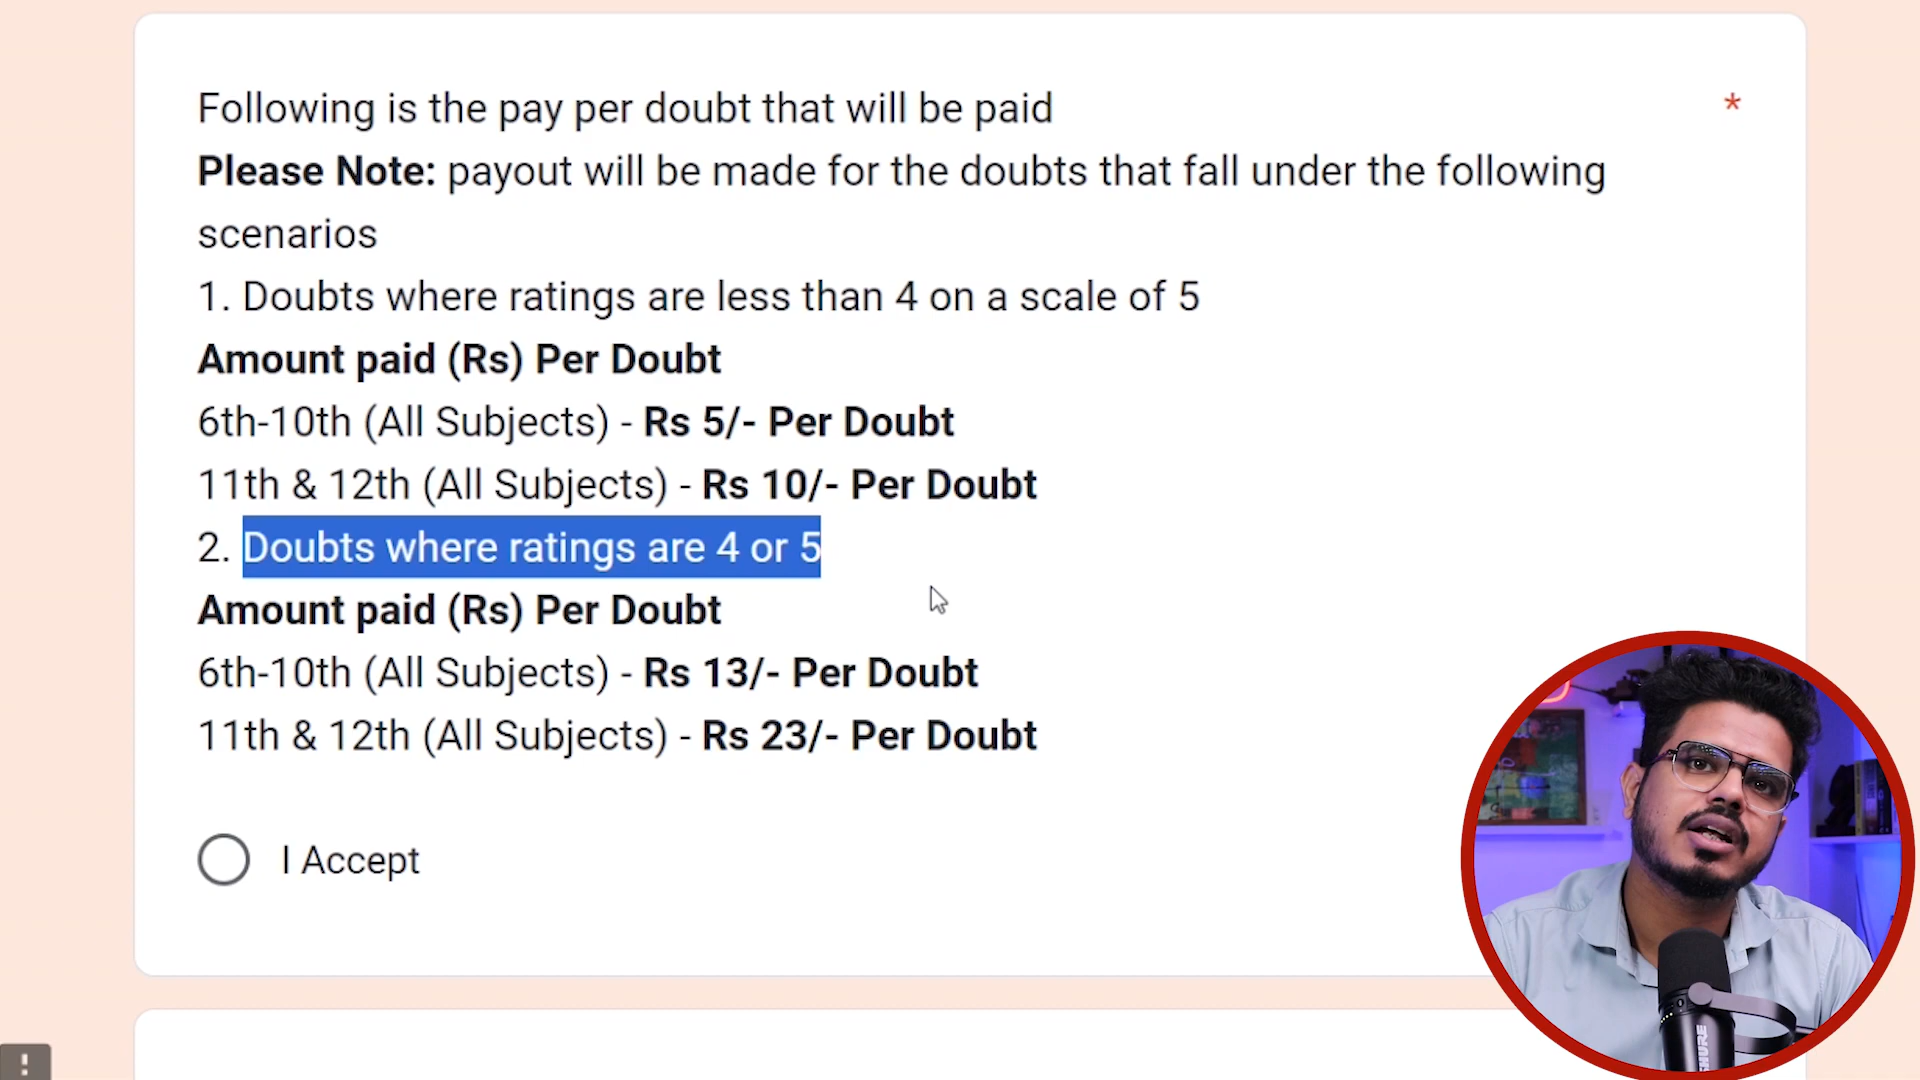 Following is the pay per doubt that will be paid
*
Please Note: payout will be made for the doubts that fall under the following
scenarios
1. Doubts where ratings are less than 4 on a scale of 5
Amount paid (Rs) Per Doubt
6th-10th (All Subjects) - Rs 5/- Per Doubt
11th & 12th (All Subjects) - Rs 10/- Per Doubt
2. Doubts where ratings are 4 or 5
Amount paid (Rs) Per Doubt
6th-10th (All Subjects) - Rs 13/- Per Doubt
11th & 12th (All Subjects) - Rs 23/- Per Doubt
I Accept
SHURE